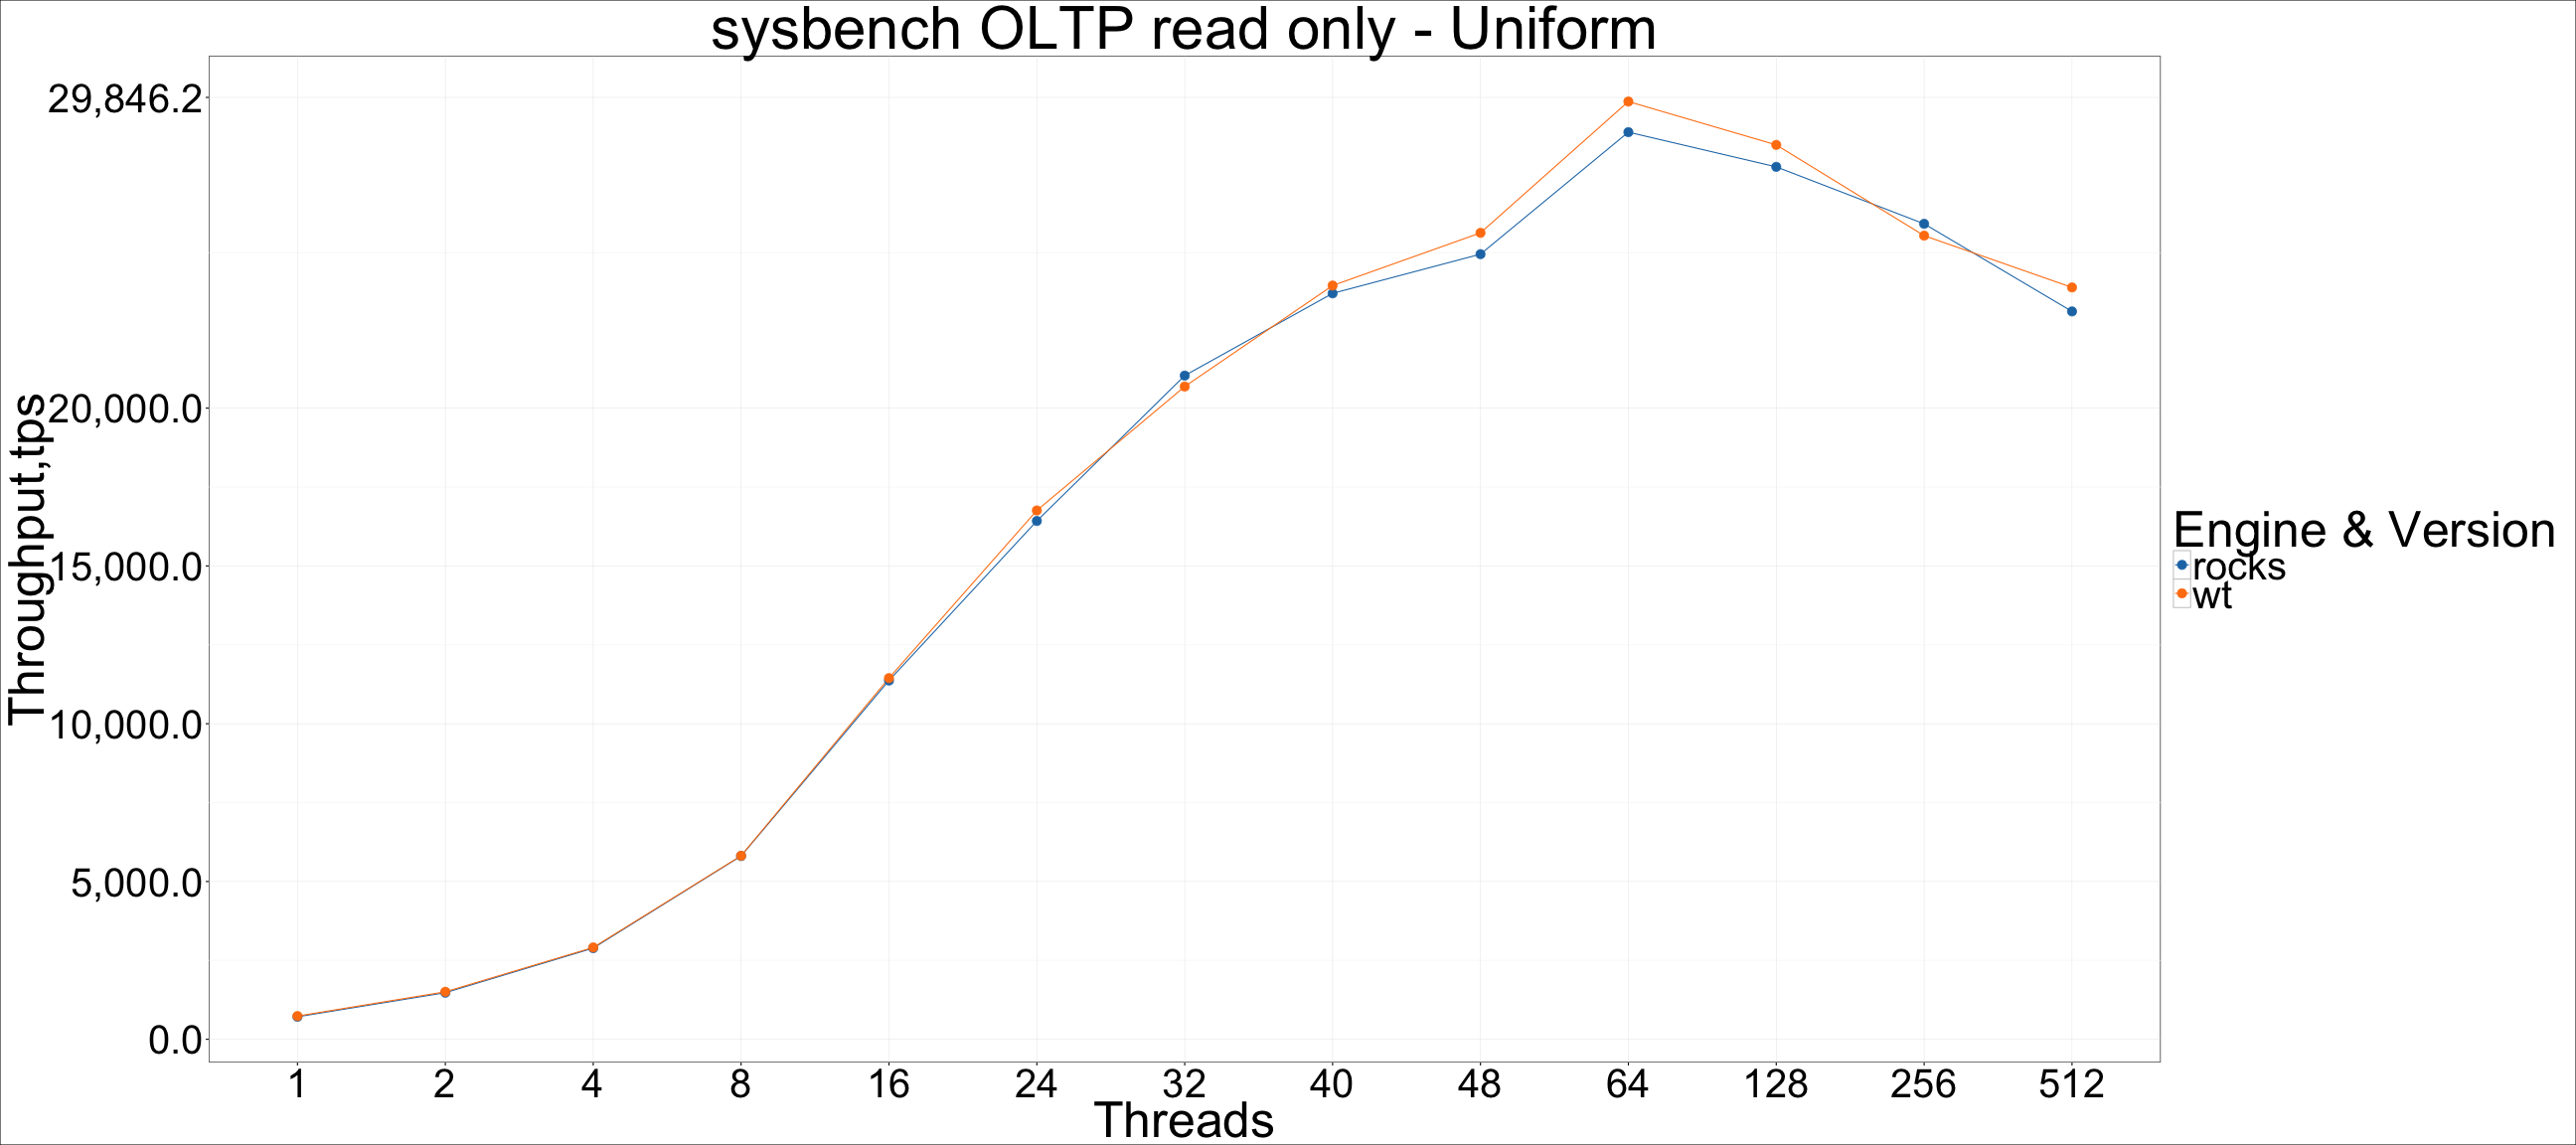 sysbench OLTP read only - Uniform
29,846.2
20,000.0
15,000.0
10,000.0
5,000.0
0.0
Throughput,tps
1 2 4 8 16 24 32 40 48 64 128 256 512
Threads
Engine & Version
rocks
wt